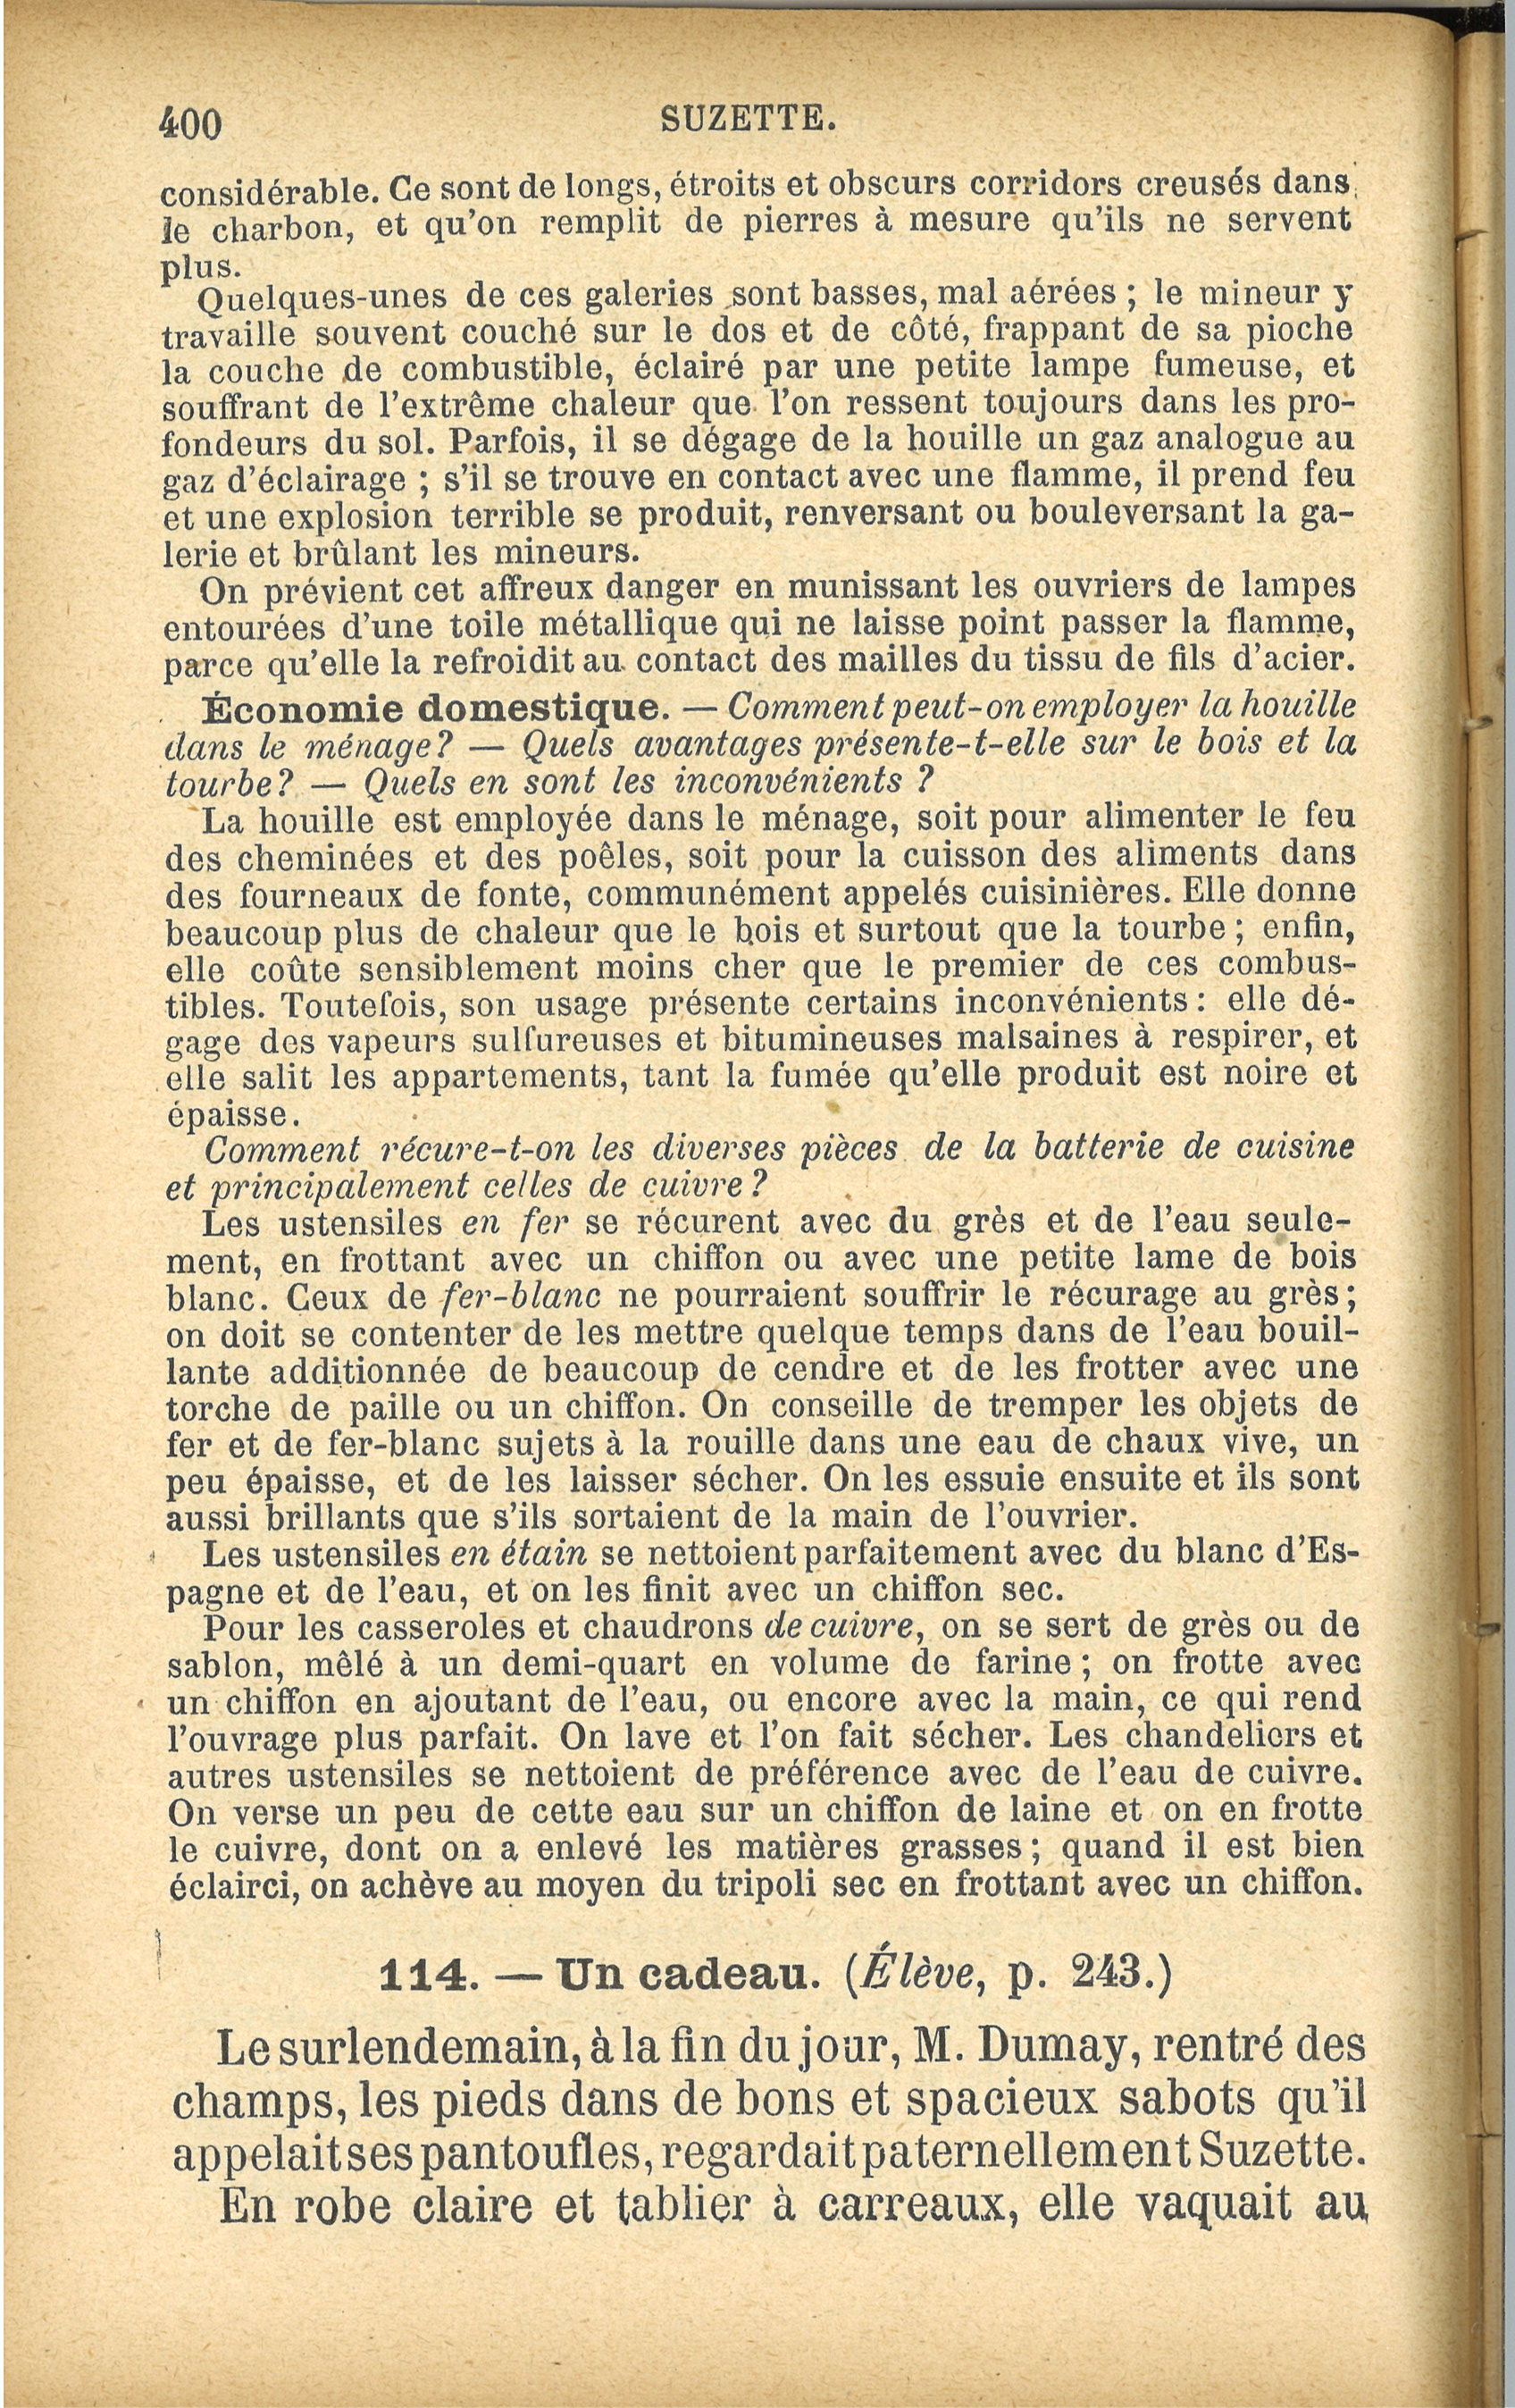 400
SUZETTE.
considérable. Ce sont de longs, étroits et obscurs corridors creusés dans
le charbon, et qu'on remplit de pierres à mesure qu'ils ne servent
plus.
Quelques-unes de ces galeries sont basses, mal aérées ; le mineur y
travaille souvent couché sur le dos et de côté, frappant de sa pioche
la couche de combustible, éclairé par une petite lampe fumeuse, et
souffrant de l'extrême chaleur que l'on ressent toujours dans les pro-
fondeurs du sol. Parfois, il se dégage de la houille un gaz analogue au
gaz d'éclairage ; s'il se trouve en contact avec une flamme, il prend feu
et une explosion terrible se produit, renversant ou bouleversant la ga-
lerie et brûlant les mineurs.
On prévient cet affreux danger en munissant les ouvriers de lampes
entourées d'une toile métallique qui ne laisse point passer la flamme,
parce qu'elle la refroidit au contact des mailles du tissu de fils d'acier.
Économie domestique. — Comment peut-on employer la houille
dans le ménage? — Quels avantages présente-t-elle sur le bois et la
tourbe? — Quels en sont les inconvénients ?
La houille est employée dans le ménage, soit pour alimenter le feu
des cheminées et des poêles, soit pour la cuisson des aliments dans
des fourneaux de fonte, communément appelés cuisinières. Elle donne
beaucoup plus de chaleur que le bois et surtout que la tourbe ; enfin,
elle coûte sensiblement moins cher que le premier de ces combus-
tibles. Toutefois, son usage présente certains inconvénients : elle dé-
gage des vapeurs sulfureuses et bitumineuses malsaines à respirer, et
elle salit les appartements, tant la fumée qu'elle produit est noire et
épaisse.
Comment récure-t-on les diverses pièces de la batterie de cuisine
et principalement celles de cuivre ?
Les ustensiles en fer se récurent avec du grès et de l'eau seule-
ment, en frottant avec un chiffon ou avec une petite lame de bois
blanc. Ceux de fer-blanc ne pourraient souffrir le récurage au grès ;
on doit se contenter de les mettre quelque temps dans de l'eau bouil-
lante additionnée de beaucoup de cendre et de les frotter avec une
torche de paille ou un chiffon. On conseille de tremper les objets de
fer et de fer-blanc sujets à la rouille dans une eau de chaux vive, un
peu épaisse, et de les laisser sécher. On les essuie ensuite et ils sont
aussi brillants que s'ils sortaient de la main de l'ouvrier.
Les ustensiles en étain se nettoient parfaitement avec du blanc d'Es-
pagne et de l'eau, et on les finit avec un chiffon sec.
Pour les casseroles et chaudrons de cuivre, on se sert de grès ou de
sablon, mêlé à un demi-quart en volume de farine ; on frotte avec
un chiffon en ajoutant de l'eau, ou encore avec la main, ce qui rend
l'ouvrage plus parfait. On lave et l'on fait sécher. Les chandeliers et
autres ustensiles se nettoient de préférence avec de l'eau de cuivre.
On verse un peu de cette eau sur un chiffon de laine et on en frotte
le cuivre, dont on a enlevé les matières grasses ; quand il est bien
éclairci, on achève au moyen du tripoli sec en frottant avec un chiffon.
114. — Un cadeau. (Élève, p. 243.)
Le surlendemain, à la fin du jour, M. Dumay, rentré des
champs, les pieds dans de bons et spacieux sabots qu'il
appelait ses pantoufles, regardait paternellement Suzette.
En robe claire et tablier à carreaux, elle vaquait au